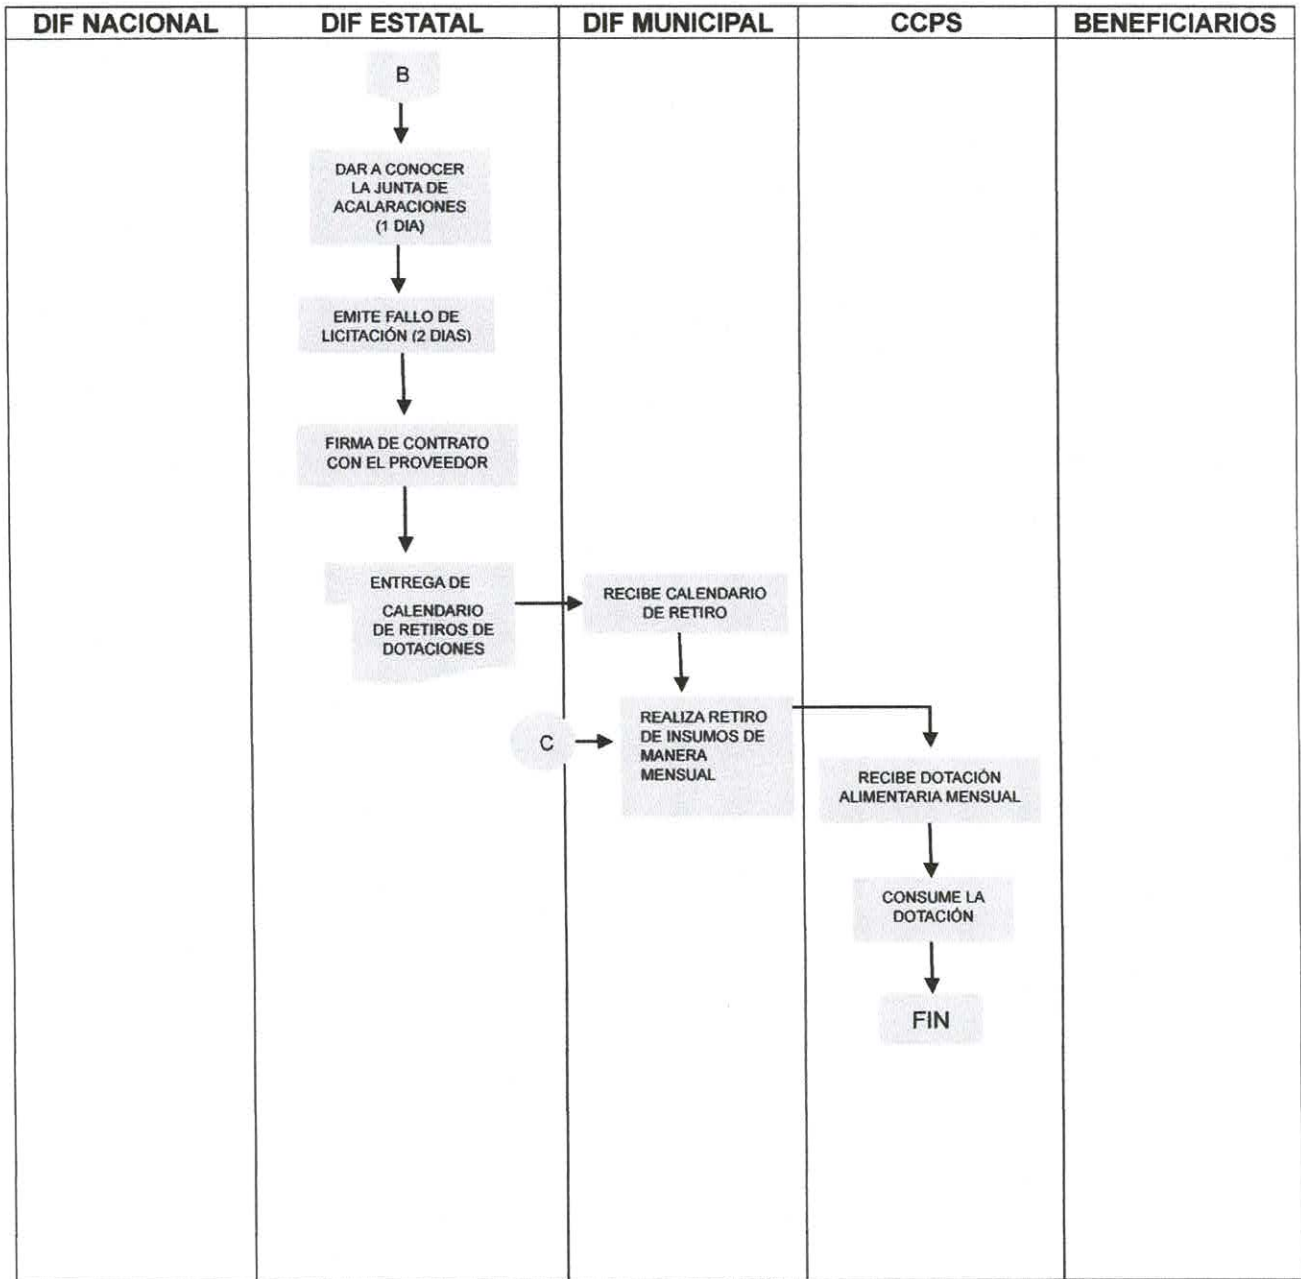 DIF NACIONAL
DIF ESTATAL
DIF MUNICIPAL
CCPS
BENEFICIARIOS
B
DAR A CONOCER
LA JUNTA DE
ACALARACIONES
(1 DIA)
EMITE FALLO DE
LICITACIÓN (2 DIAS)
FIRMA DE CONTRATO
CON EL PROVEEDOR
ENTREGA DE
CALENDARIO
DE RETIROS DE
DOTACIONES
RECIBE CALENDARIO
DE RETIRO
C
REALIZA RETIRO
DE INSUMOS DE
MANERA
MENSUAL
RECIBE DOTACIÓN
ALIMENTARIA MENSUAL
CONSUME LA
DOTACIÓN
FIN